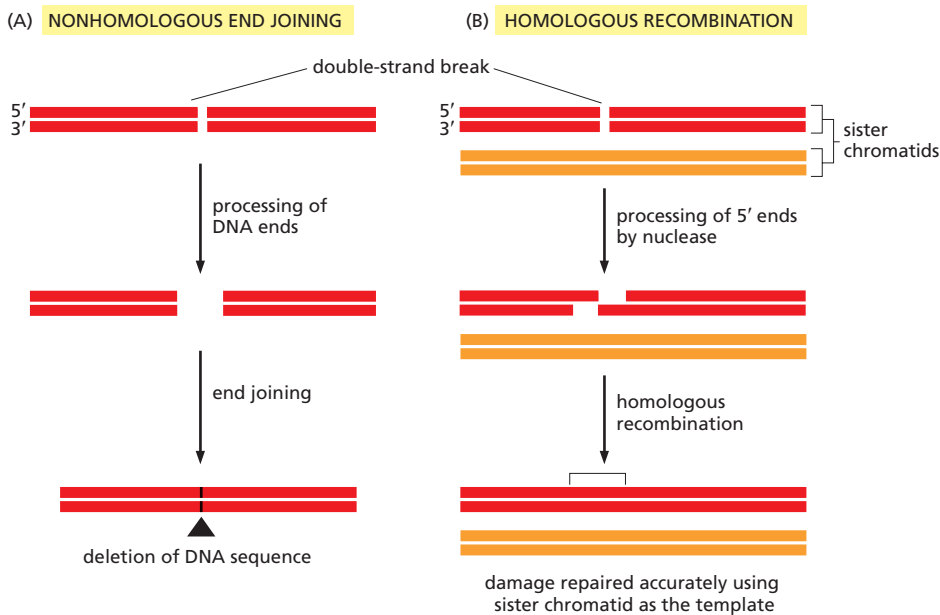 (A) NONHOMOLOGOUS END JOINING
(B) HOMOLOGOUS RECOMBINATION
double-strand break
5′
3′
5′
3′
sister
chromatids
processing of
DNA ends
processing of 5′ ends
by nuclease
end joining
homologous
recombination
deletion of DNA sequence
damage repaired accurately using
sister chromatid as the template